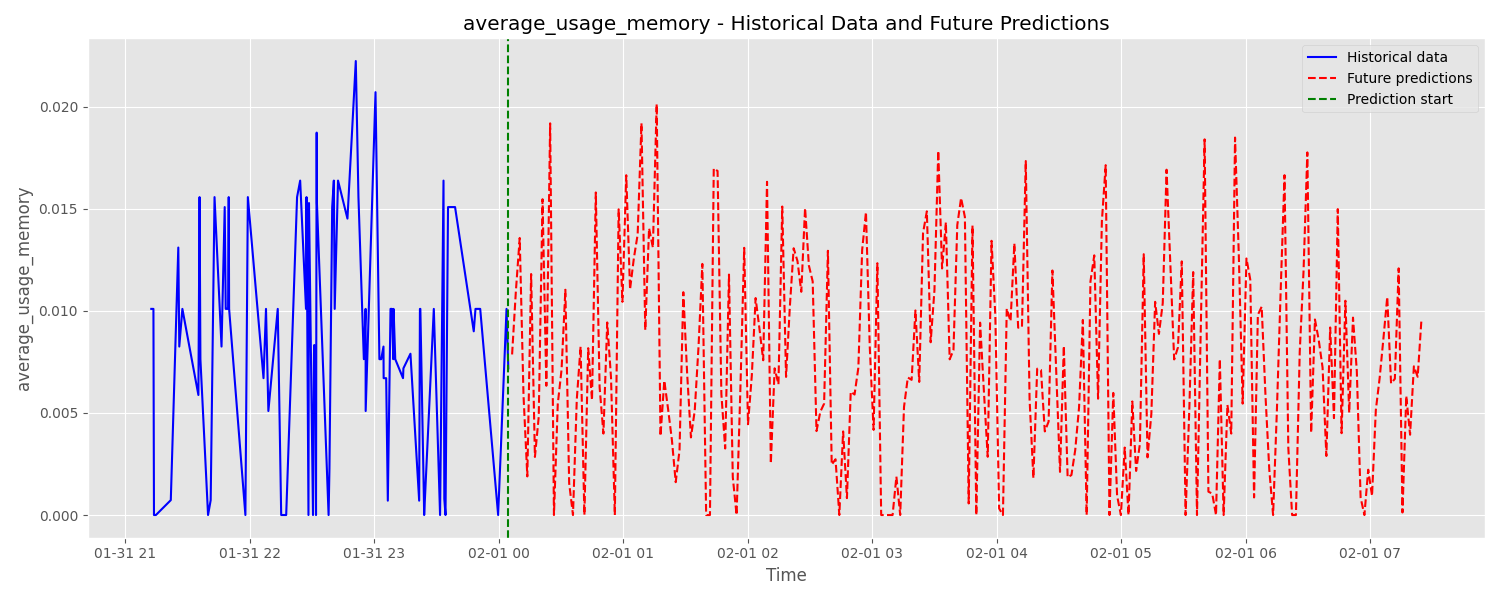 average_usage_memory - Historical Data and Future Predictions
Historical data
Future predictions
Prediction start
average_usage_memory
0.020
0.015
0.010
0.005
0.000
01-31 21 01-31 22 01-31 23 02-01 00 02-01 01 02-01 02 02-01 03 02-01 04 02-01 05 02-01 06 02-01 07
Time